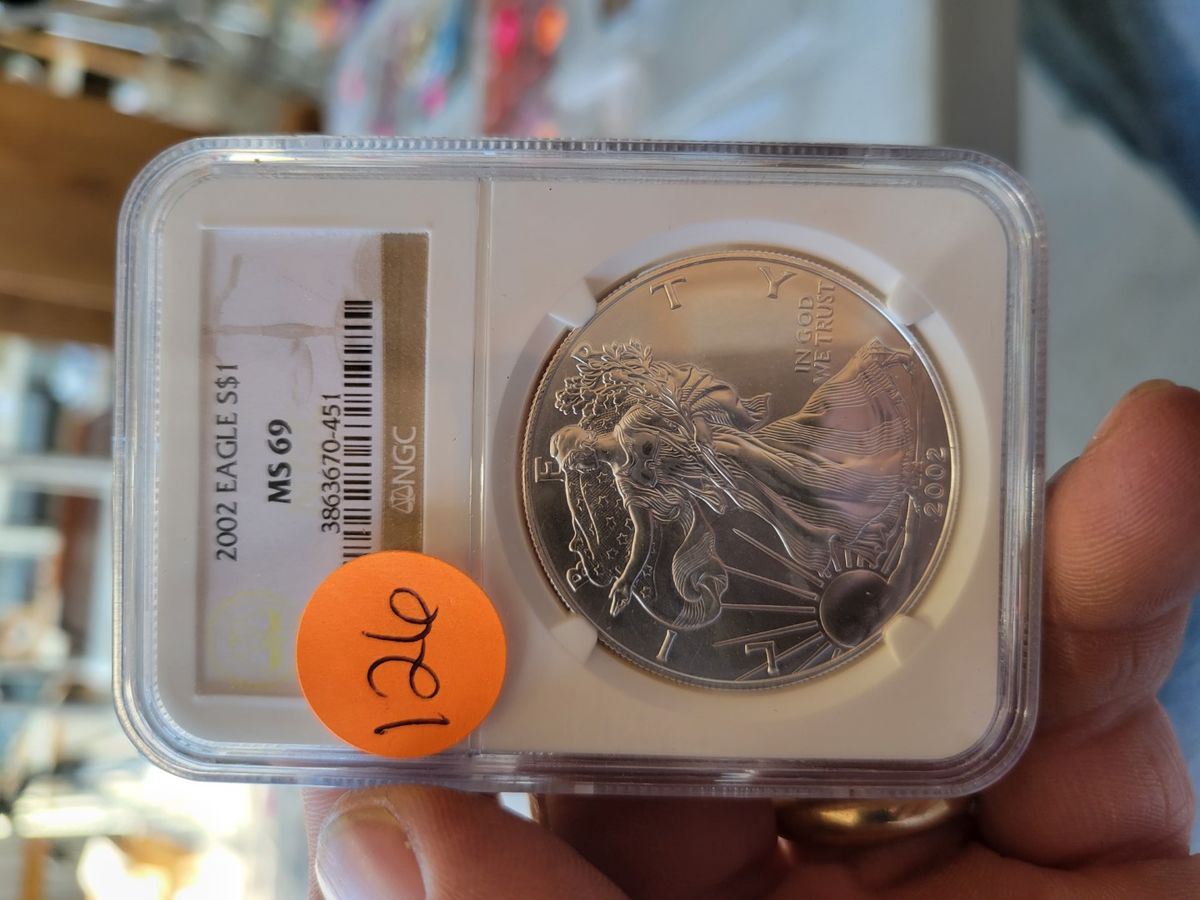 2002 EAGLE S$1
MS 69
3863670-451
NGC
126
LIBERTY
IN GOD
WE TRUST
2002